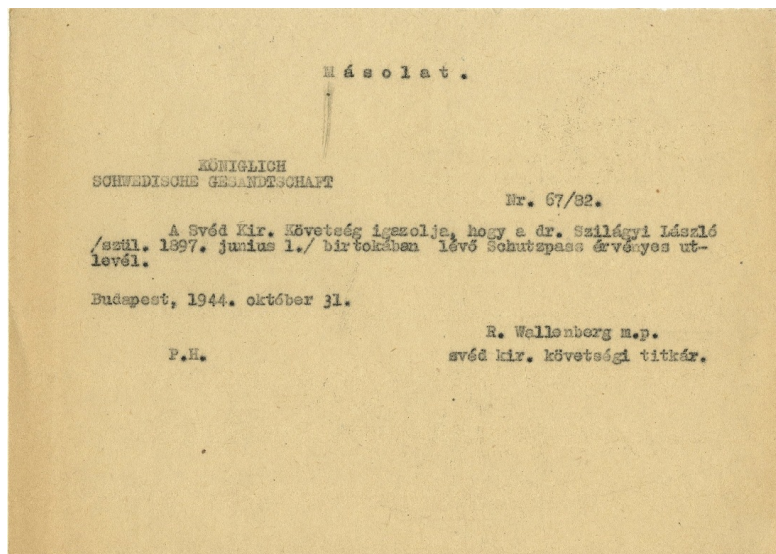 Másolat.
KÖNIGLICH
SCHWEDISCHE GESANDTSCHAFT
Nr. 67/82.
A Svéd Kir. Követség igazolja, hogy a dr. Szilágyi László
/szül. 1897. junius 1./ birtokában lévő Schutzpass érvényes ut-
levél.
Budapest, 1944. október 31.
R. Wallenberg m.p.
P.H.
svéd kir. követségi titkár.